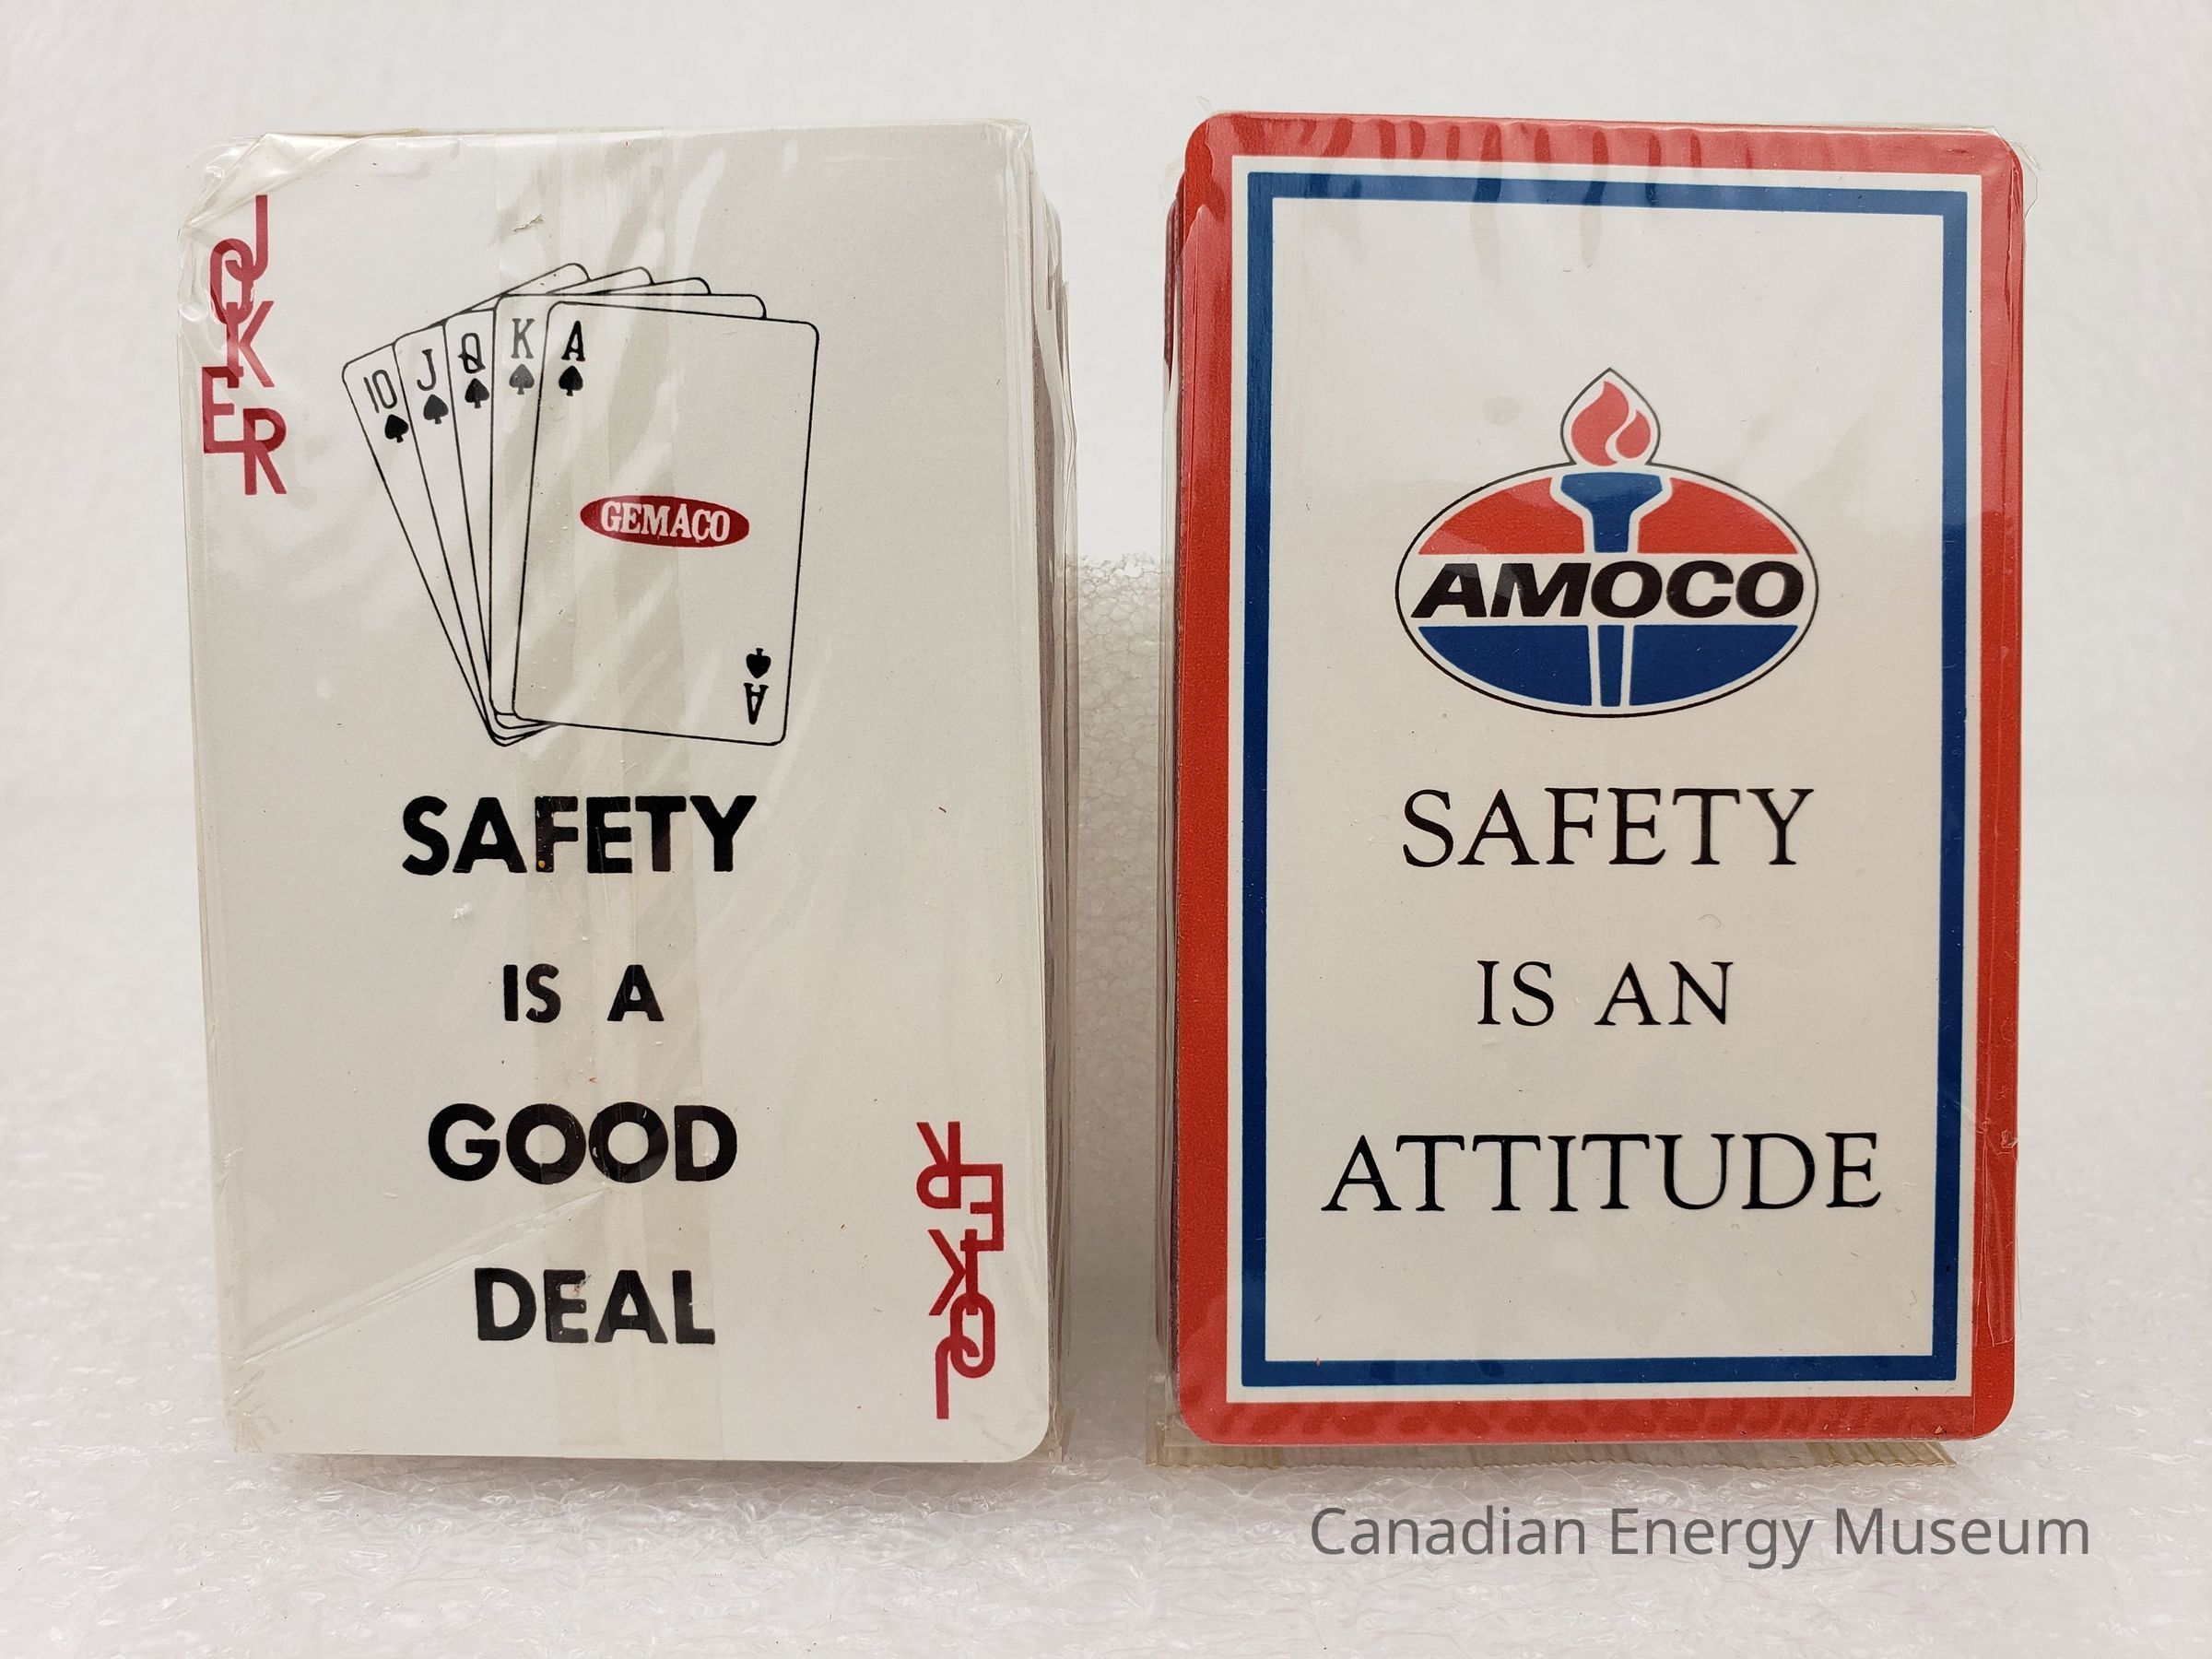 JOKER
10 J Q K A
GEMACO
A
SAFETY
IS A
GOOD
DEAL
JOKER
AMOCO
SAFETY
IS AN
ATTITUDE
Canadian Energy Museum